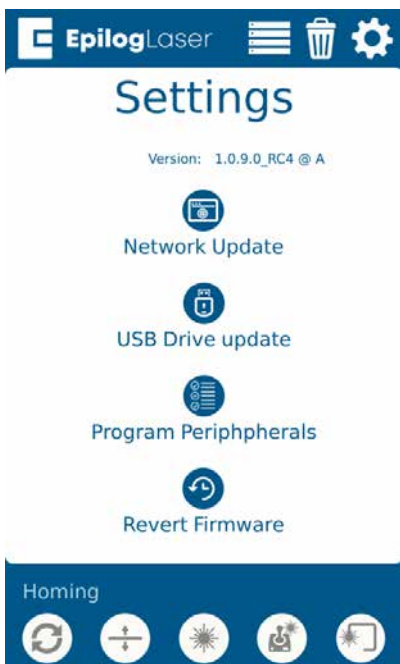 EpilogLaser
Settings
Version: 1.0.9.0_RC4 @ A
Network Update
USB Drive update
Program Periphpherals
Revert Firmware
Homing